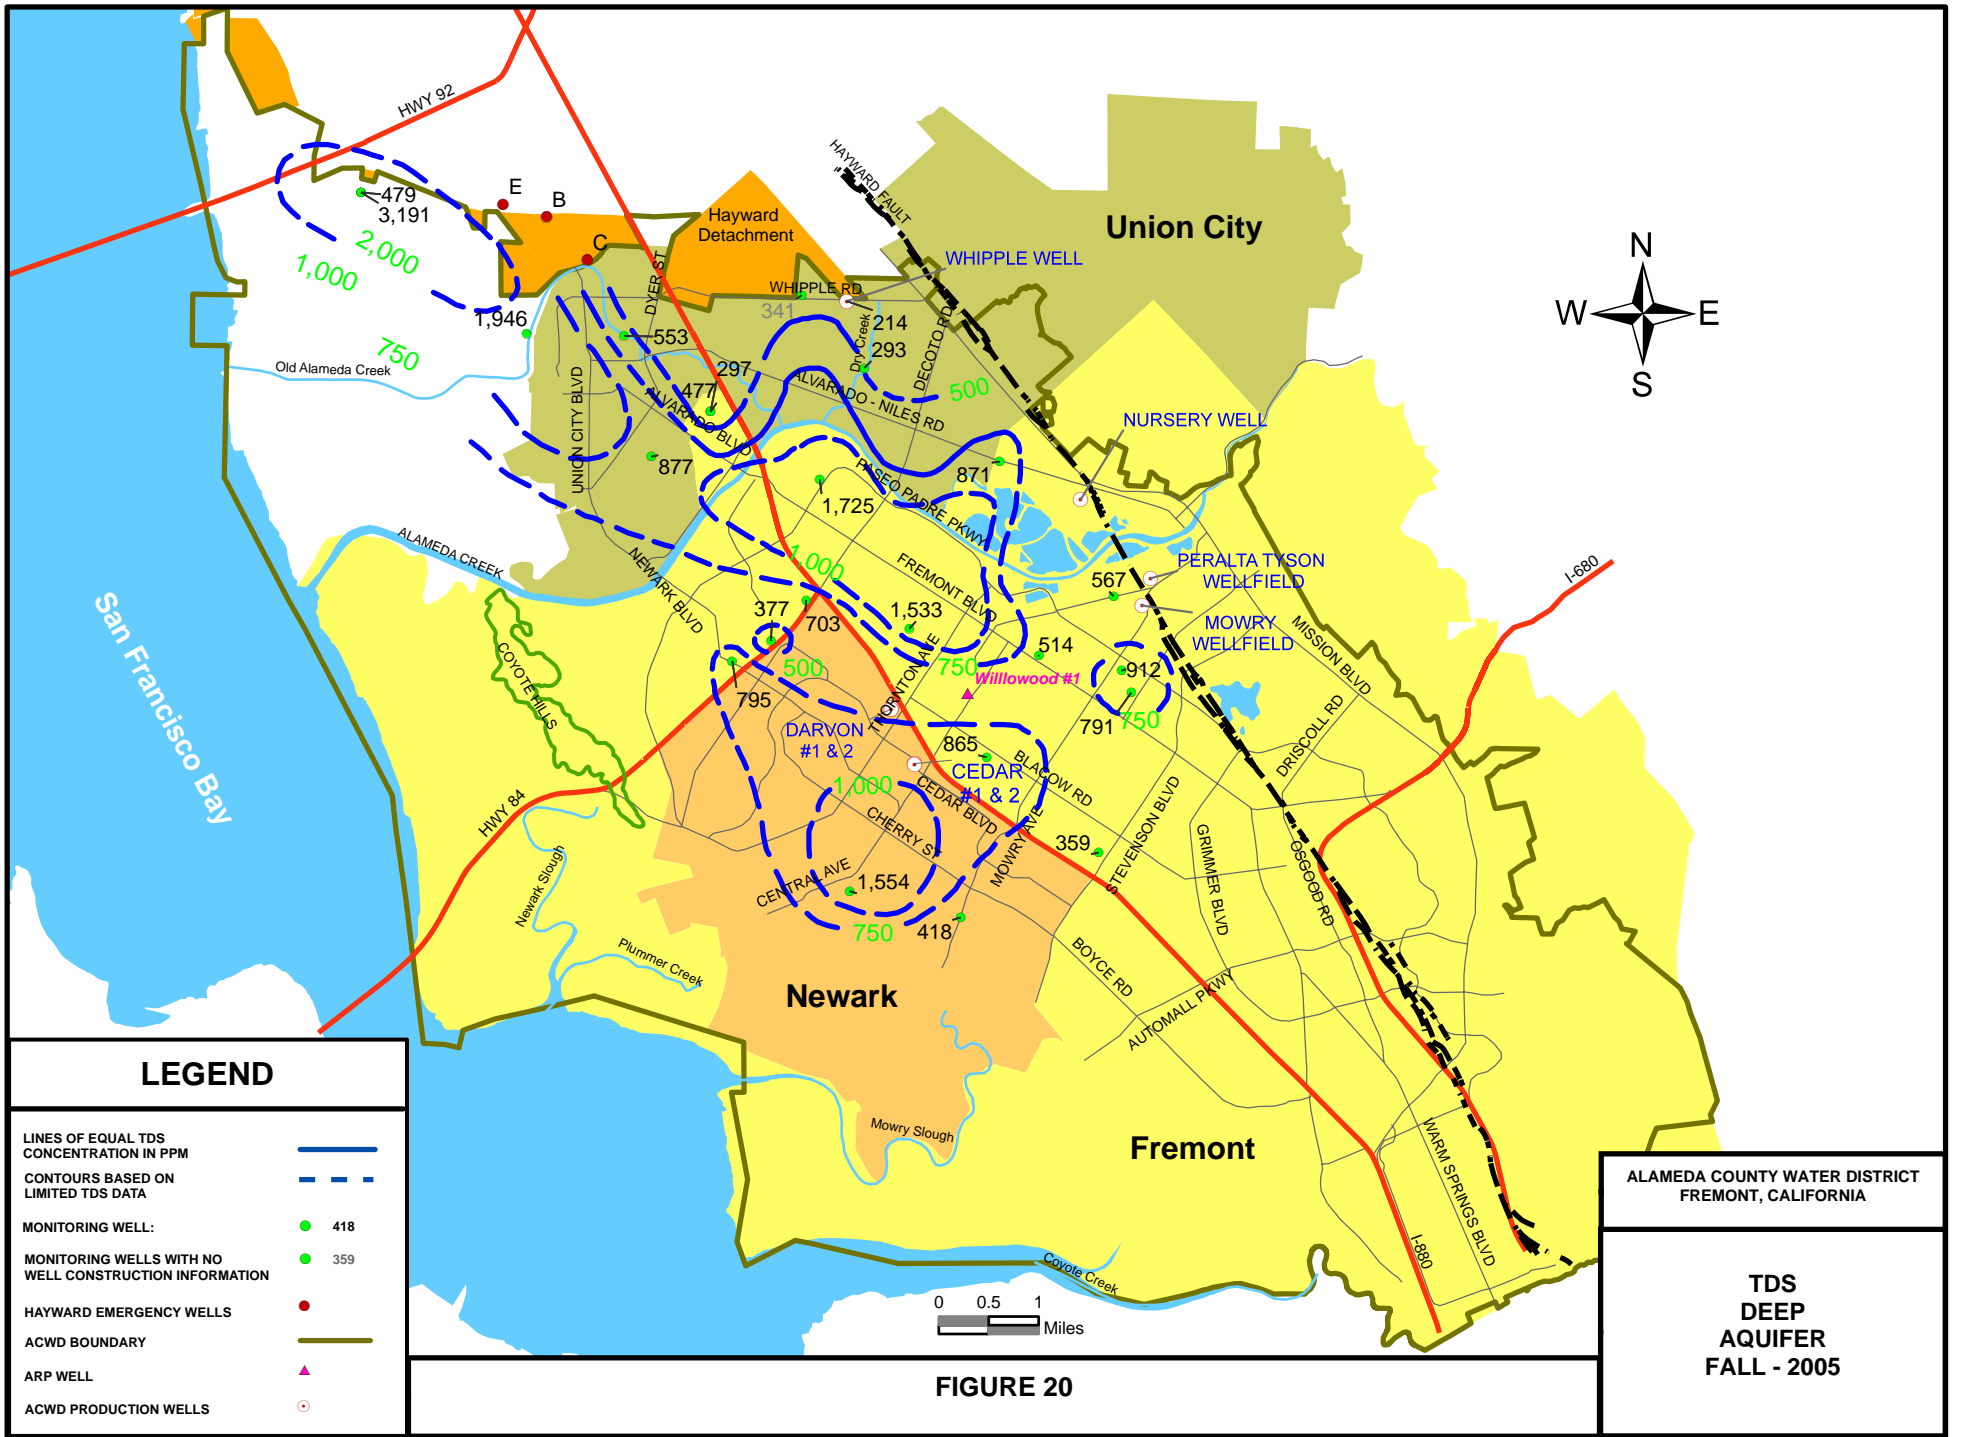 HWY 92
HAYWARD FAULT
Union City
Hayward
Detachment
E
B
C
479
3,191
2,000
1,000
750
1,946
Old Alameda Creek
DYER ST
WHIPPLE RD
WHIPPLE WELL
341
214
293
Dry Creek
DECOTO RD
553
297
477
500
ALVARADO - NILES RD
ALVARADO BLVD
UNION CITY BLVD
877
NURSERY WELL
871
1,725
PASEO PADRE PKWY
N
W
E
S
ALAMEDA CREEK
NEWARK BLVD
1,000
FREMONT BLVD
PERALTA TYSON
WELLFIELD
567
MOWRY
WELLFIELD
MISSION BLVD
I-680
377
703
1,533
514
912
791
750
500
750
Willlowood #1
THORNTON AVE
795
DARVON
#1 & 2
865
CEDAR
#1 & 2
BLACOW RD
DRISCOLL RD
San Francisco Bay
COYOTE HILLS
HWY 84
Newark Slough
Plummer Creek
1,000
CEDAR BLVD
CHERRY ST
MOWRY AVE
STEVENSON BLVD
GRIMMER BLVD
OSGOOD RD
359
CENTRAL AVE
1,554
750
418
BOYCE RD
AUTOMALL PKWY
Newark
Mowry Slough
Fremont
WARM SPRINGS BLVD
I-880
Coyote Creek
0 0.5 1
Miles
LEGEND
LINES OF EQUAL TDS
CONCENTRATION IN PPM
CONTOURS BASED ON
LIMITED TDS DATA
MONITORING WELL: 418
MONITORING WELLS WITH NO
WELL CONSTRUCTION INFORMATION 359
HAYWARD EMERGENCY WELLS
ACWD BOUNDARY
ARP WELL
ACWD PRODUCTION WELLS
FIGURE 20
ALAMEDA COUNTY WATER DISTRICT
FREMONT, CALIFORNIA
TDS
DEEP
AQUIFER
FALL - 2005